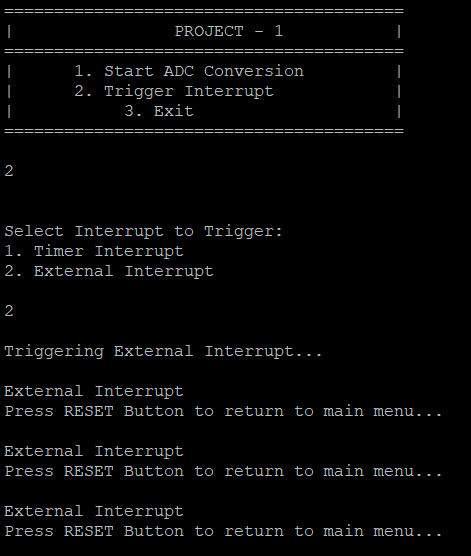 ========================================
| PROJECT - 1 |
========================================
| 1. Start ADC Conversion |
| 2. Trigger Interrupt |
| 3. Exit |
========================================
2
Select Interrupt to Trigger:
1. Timer Interrupt
2. External Interrupt
2
Triggering External Interrupt...
External Interrupt
Press RESET Button to return to main menu...
External Interrupt
Press RESET Button to return to main menu...
External Interrupt
Press RESET Button to return to main menu...